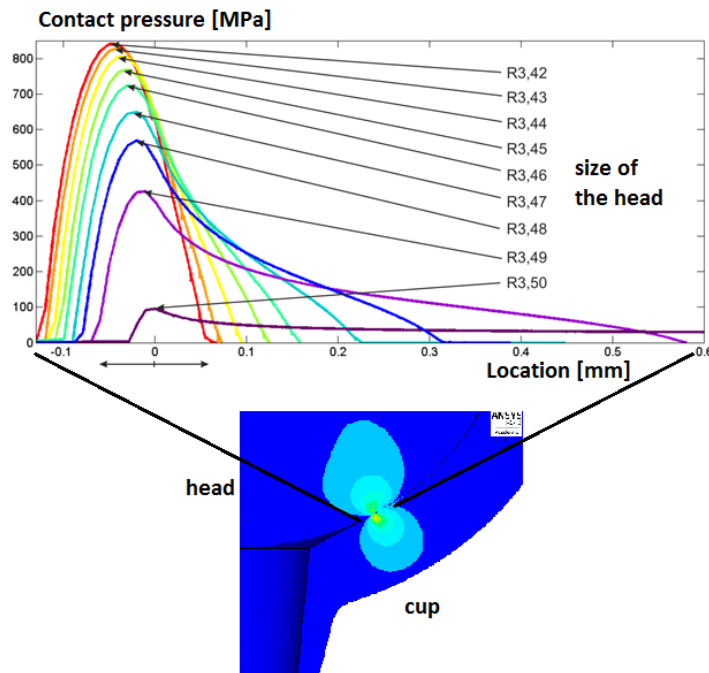 Contact pressure [MPa]
800
700
600
500
400
300
200
100
0
R3,42
R3,43
R3,44
R3,45
R3,46
R3,47
R3,48
R3,49
R3,50
size of
the head
-0.1
0
0.1
0.2
0.3
0.4
0.5
0.6
Location [mm]
ANSYS
Academic
head
cup